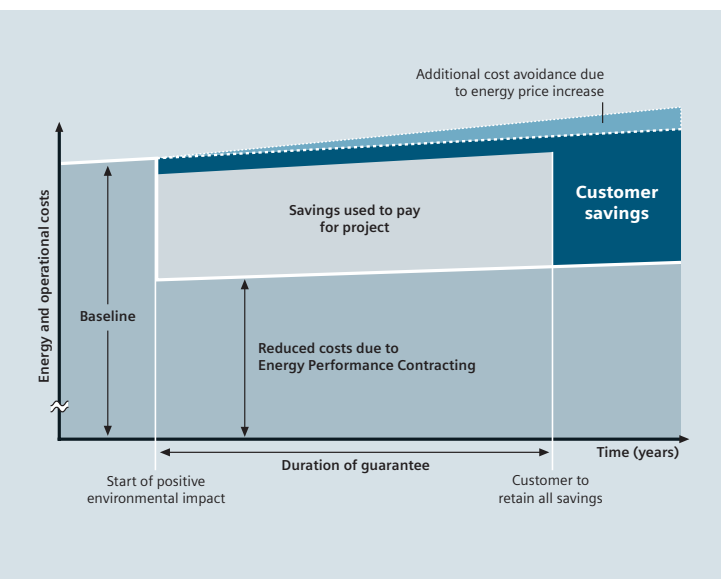 Additional cost avoidance due
to energy price increase
Energy and operational costs
Customer
savings
Savings used to pay
for project
Baseline
Reduced costs due to
Energy Performance Contracting
Time (years)
Duration of guarantee
Start of positive
environmental impact
Customer to
retain all savings